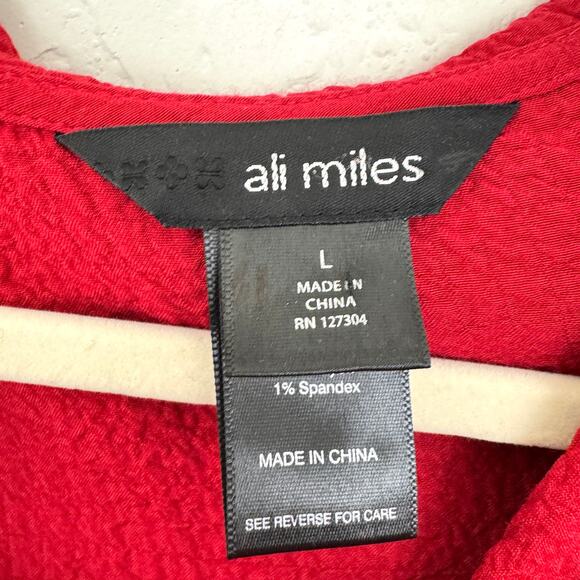 ali miles
L
MADE IN
CHINA
RN 127304
1% Spandex
MADE IN CHINA
SEE REVERSE FOR CARE